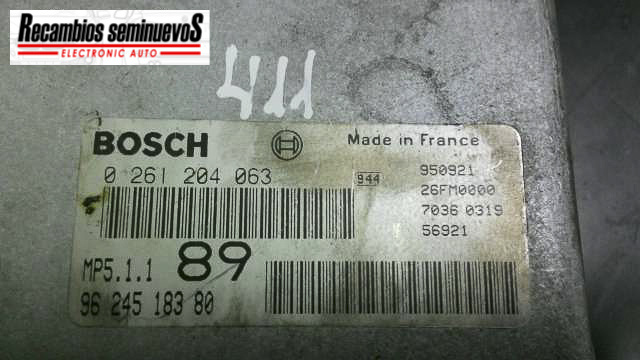 Recambios seminuevoS
ELECTRONIC AUTO
411
BOSCH
Made in France
0 261 204 063
944
950921
26FM0000
7036 0319
56921
MP5.1.1
89
96 245 183 80